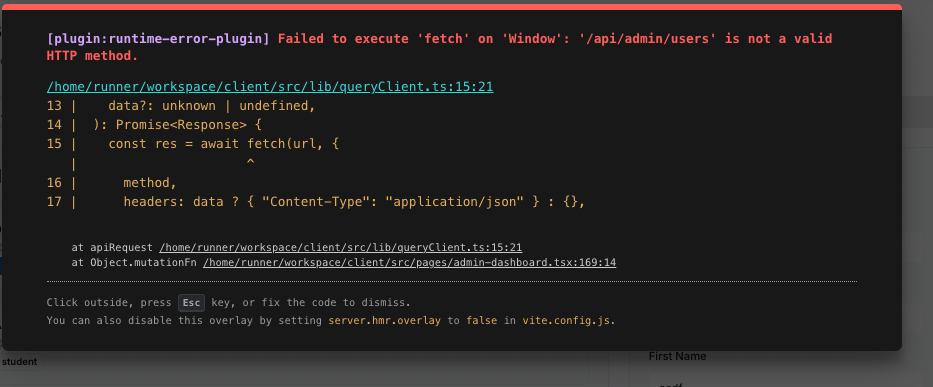 [plugin:runtime-error-plugin] Failed to execute 'fetch' on 'Window': '/api/admin/users' is not a valid
HTTP method.
/home/runner/workspace/client/src/lib/queryClient.ts:15:21
13 |    data?: unknown | undefined,
14 |  ): Promise<Response> {
15 |    const res = await fetch(url, {
   |                      ^
16 |      method,
17 |      headers: data ? { "Content-Type": "application/json" } : {},
at apiRequest /home/runner/workspace/client/src/lib/queryClient.ts:15:21
at Object.mutationFn /home/runner/workspace/client/src/pages/admin-dashboard.tsx:169:14
Click outside, press Esc key, or fix the code to dismiss.
You can also disable this overlay by setting server.hmr.overlay to false in vite.config.js.
student
First Name